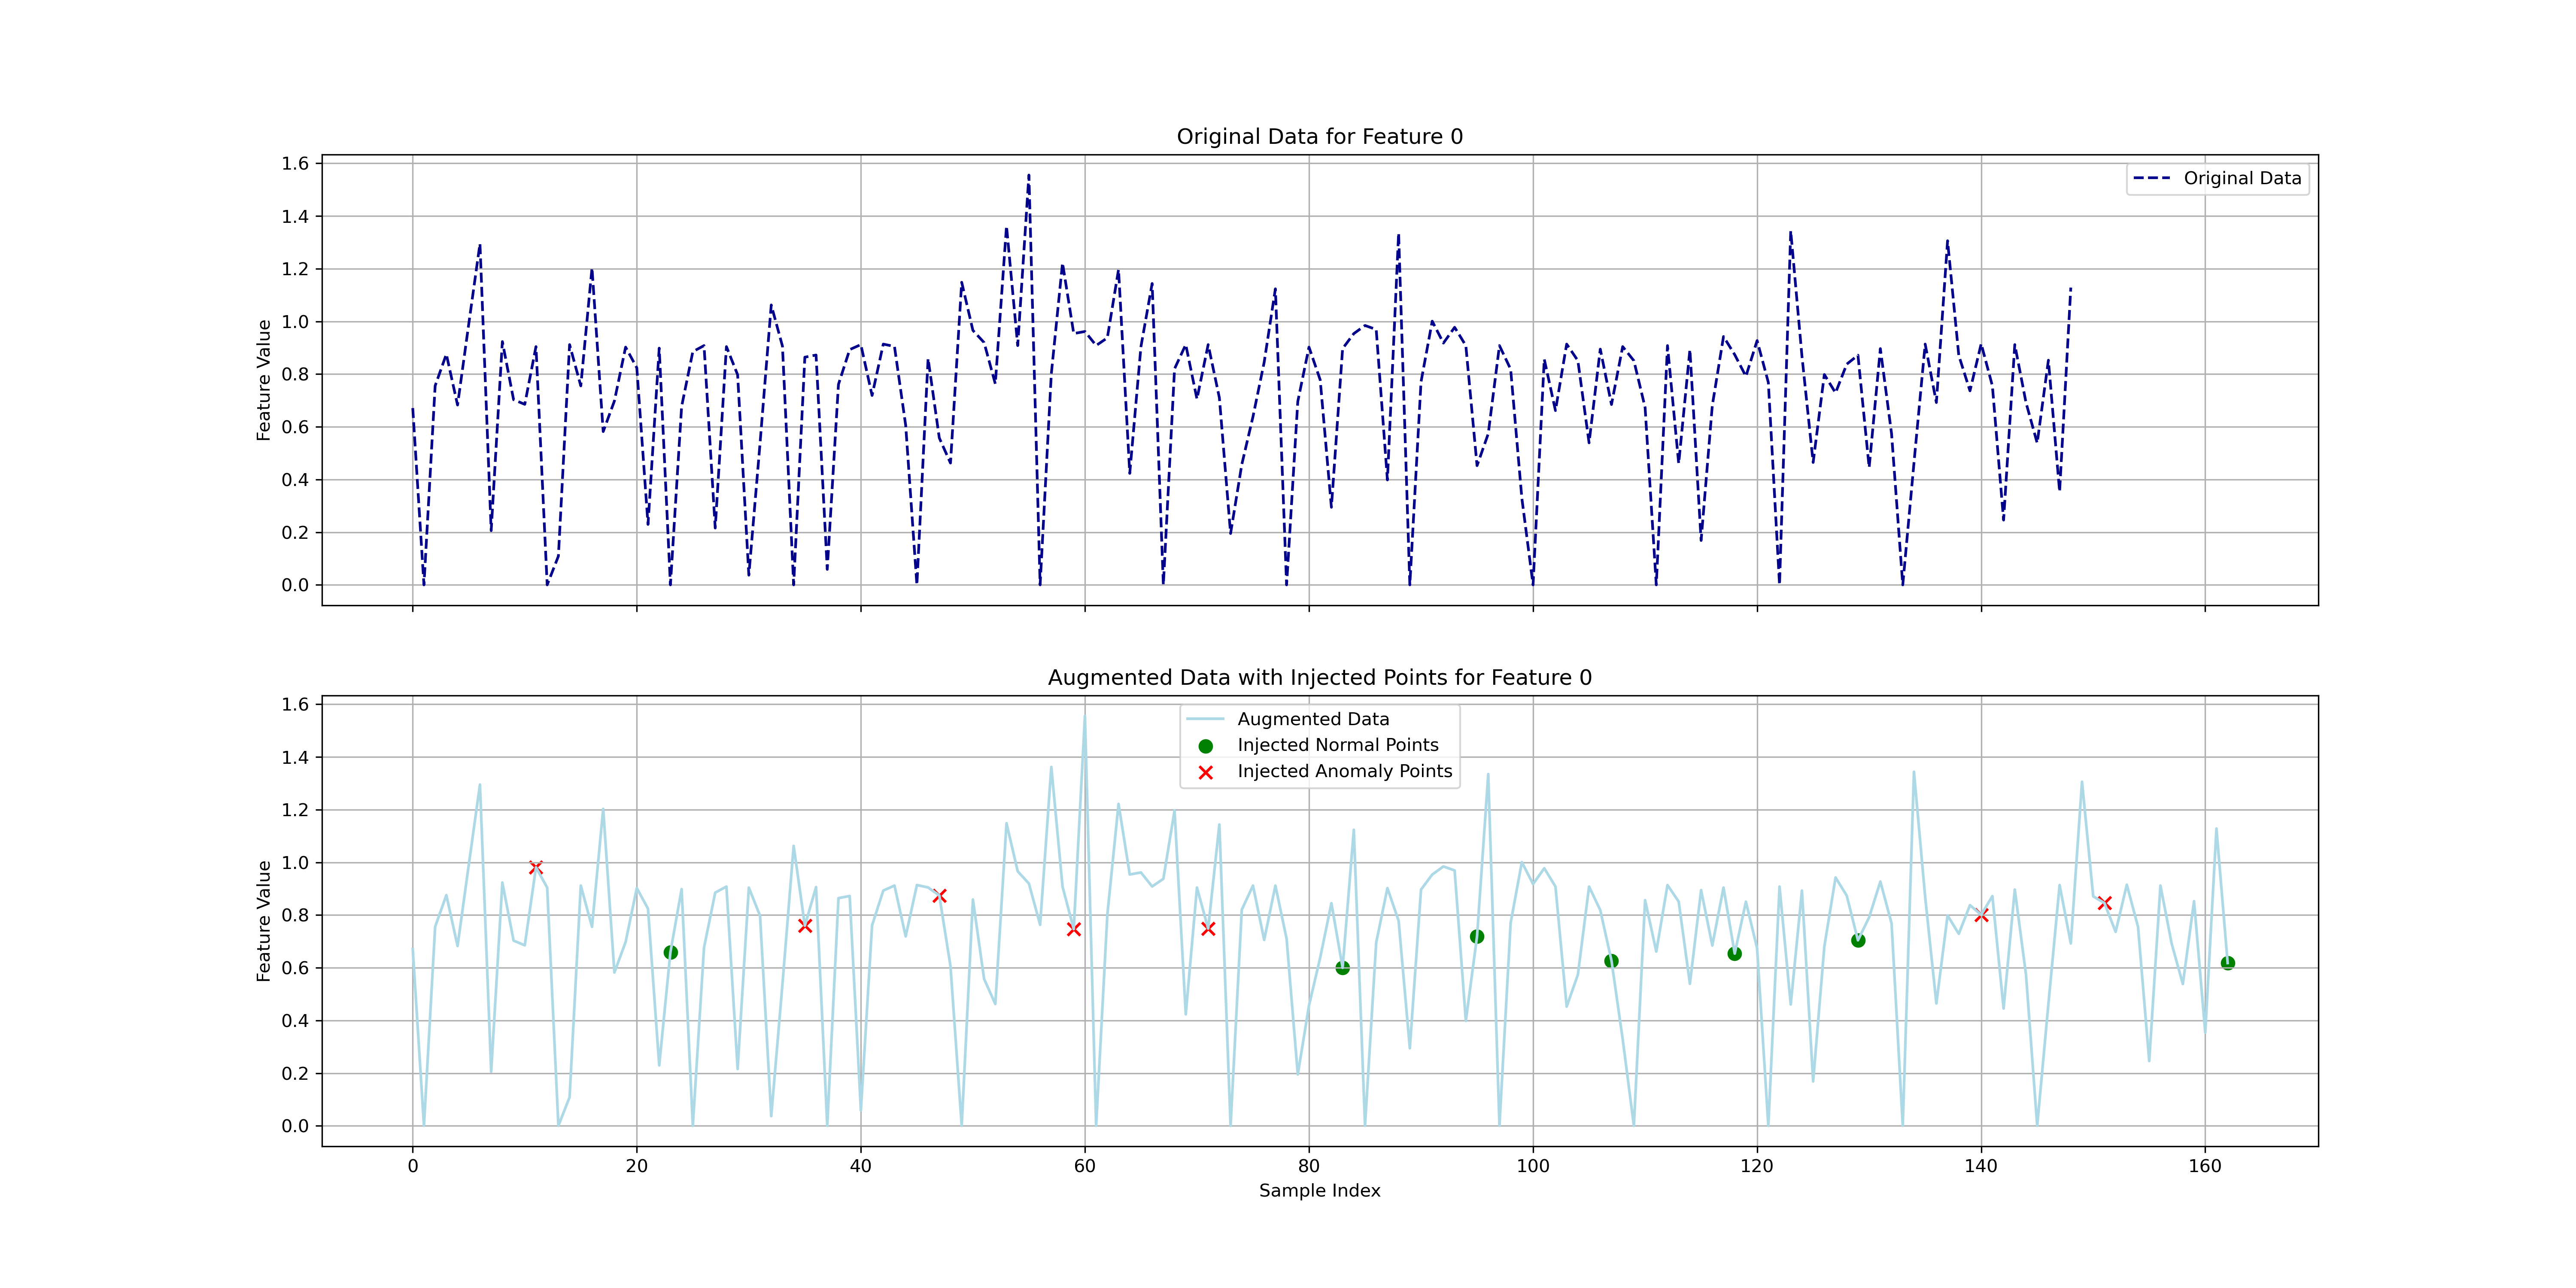 Original Data for Feature 0
1.6
1.4
1.2
1.0
0.8
0.6
0.4
0.2
0.0
Feature Value
Original Data
Augmented Data with Injected Points for Feature 0
1.6
1.4
1.2
1.0
0.8
0.6
0.4
0.2
0.0
Feature Value
Augmented Data
Injected Normal Points
Injected Anomaly Points
0 20 40 60 80 100 120 140 160
Sample Index